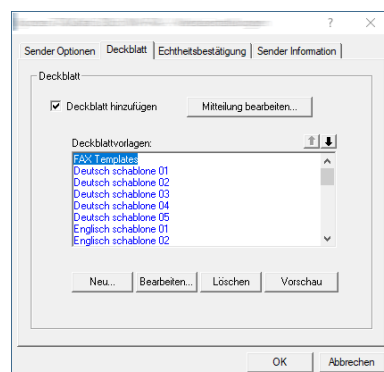 Sender Optionen Deckblatt Echtheitsbestätigung Sender Information
Deckblatt
Deckblatt hinzufügen Mitteilung bearbeiten...
Deckblattvorlagen:
FAX Templates
Deutsch schablone 01
Deutsch schablone 02
Deutsch schablone 03
Deutsch schablone 04
Deutsch schablone 05
Englisch schablone 01
Englisch schablone 02
Neu... Bearbeiten... Löschen Vorschau
OK Abbrechen